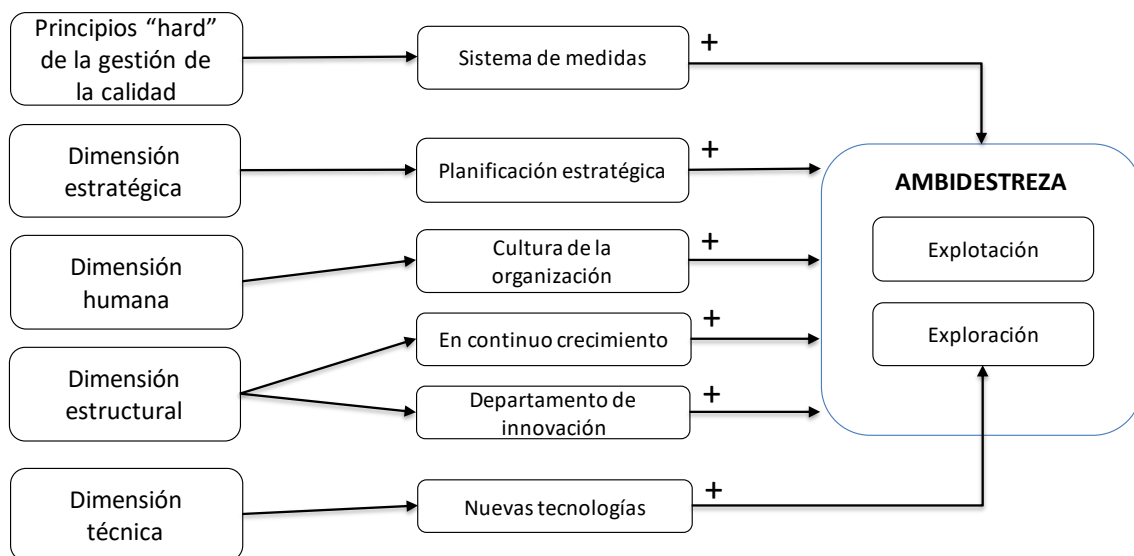 Principios “hard”
de la gestión de
la calidad
Sistema de medidas
+
Dimensión
estratégica
Planificación estratégica
+
AMBIDESTREZA
Dimensión
humana
Cultura de la
organización
+
Explotación
Dimensión
estructural
En continuo crecimiento
+
Exploración
Departamento de
innovación
+
Dimensión
técnica
Nuevas tecnologías
+